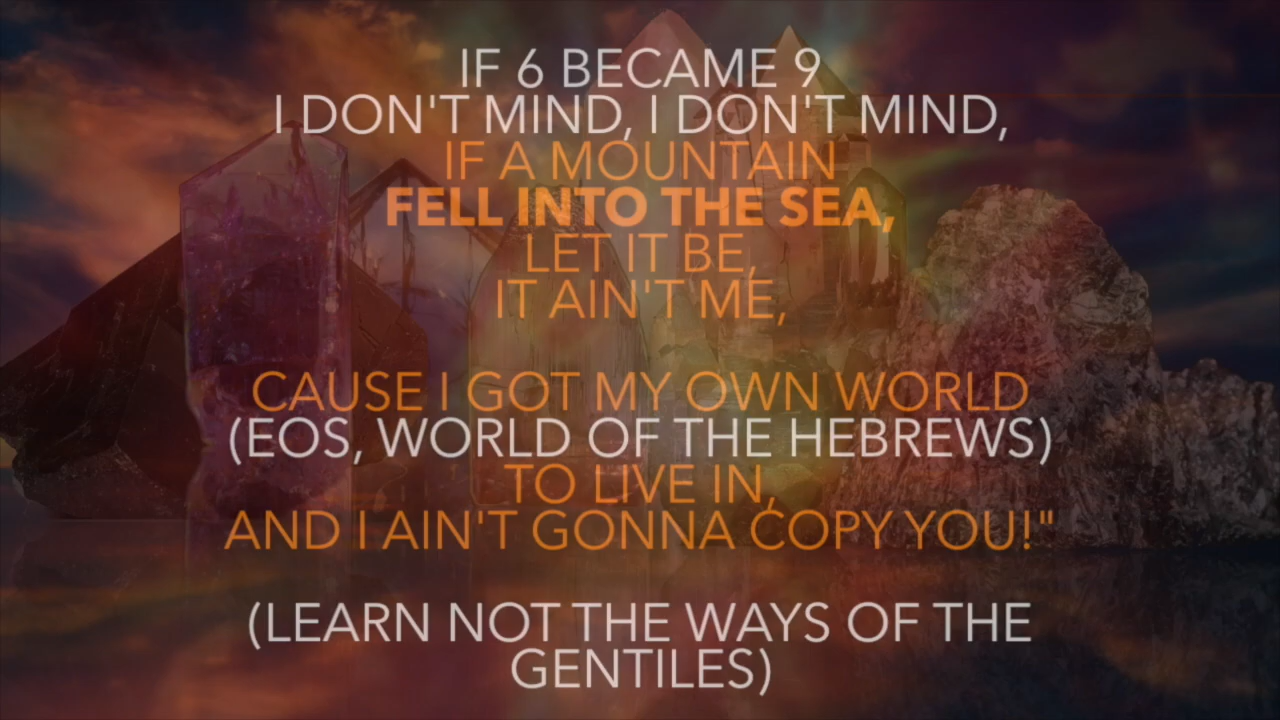 IF 6 BECAME 9
I DON'T MIND, I DON'T MIND,
IF A MOUNTAIN
FELL INTO THE SEA,
LET IT BE,
IT AIN'T ME,
CAUSE I GOT MY OWN WORLD
(EOS, WORLD OF THE HEBREWS)
TO LIVE IN,
AND I AIN'T GONNA COPY YOU!"
(LEARN NOT THE WAYS OF THE
GENTILES)